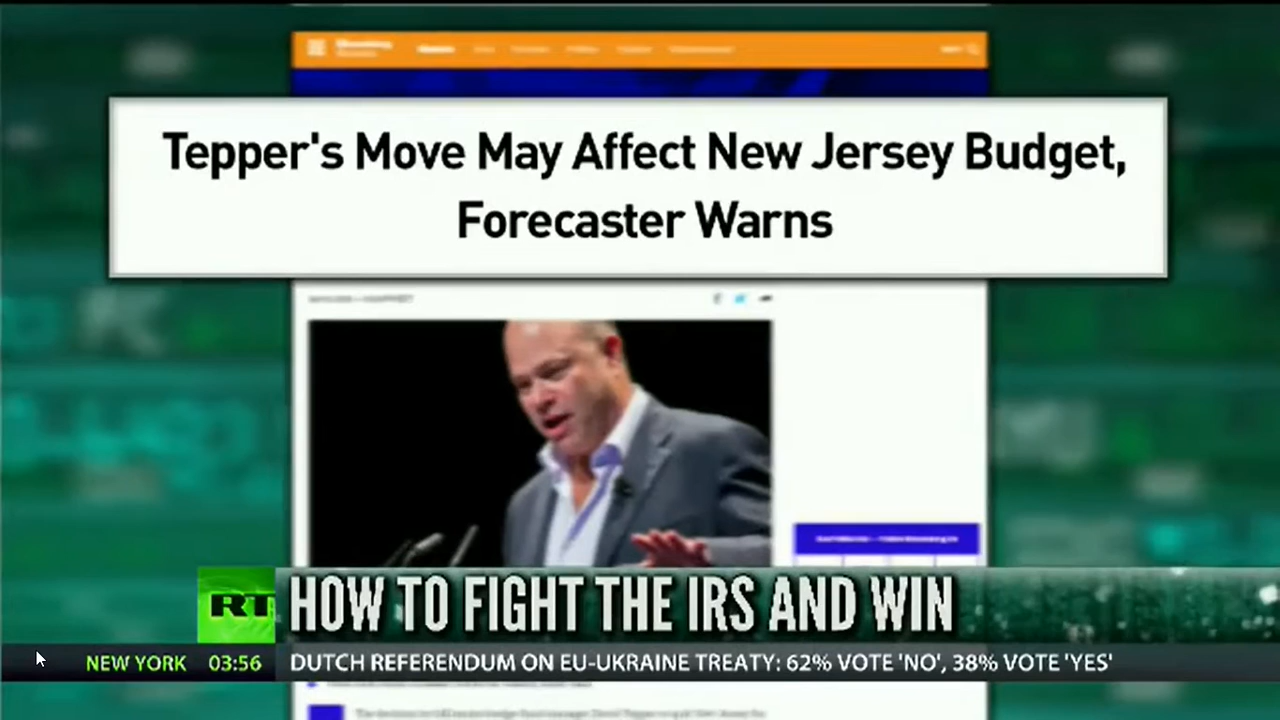 Tepper's Move May Affect New Jersey Budget,
Forecaster Warns
RT
HOW TO FIGHT THE IRS AND WIN
NEW YORK 03:56 DUTCH REFERENDUM ON EU-UKRAINE TREATY: 62% VOTE 'NO', 38% VOTE 'YES'